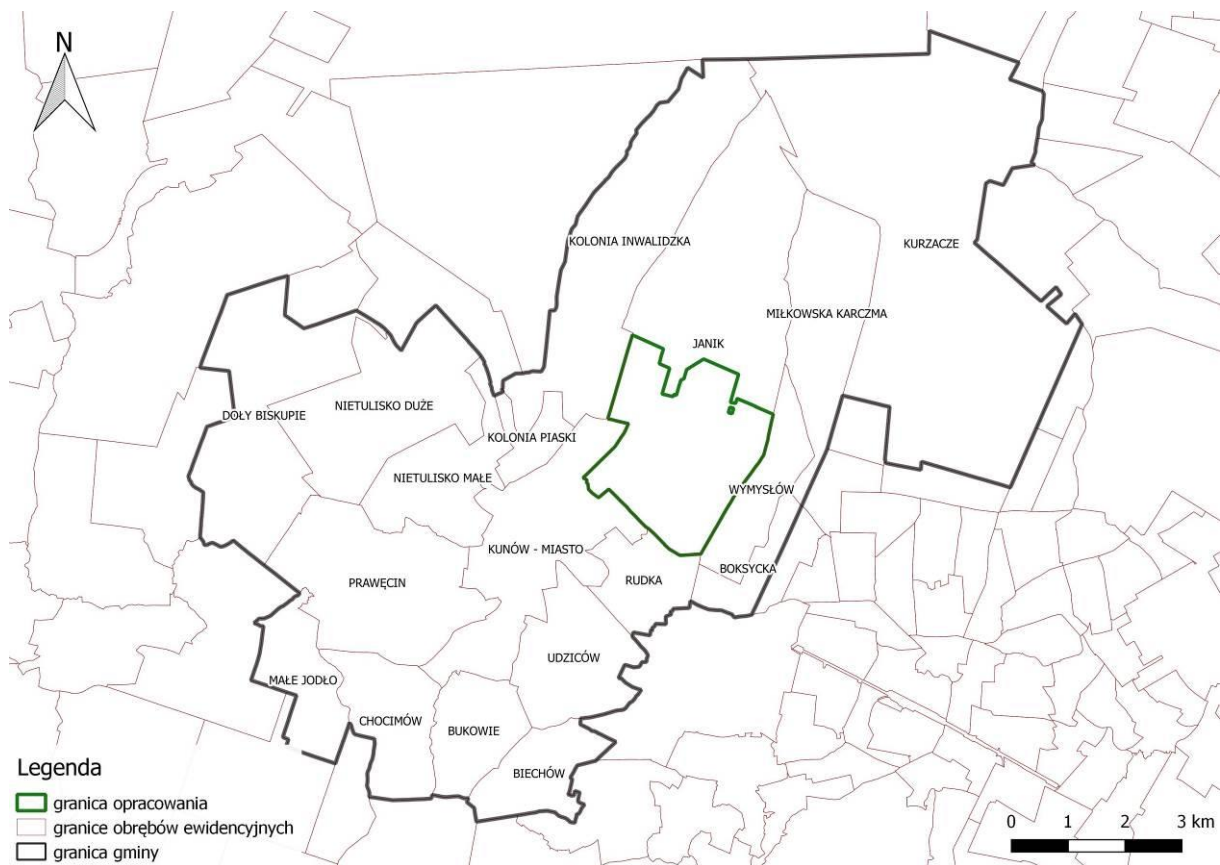 N
KOLONIA INWALIDZKA
KURZACZE
MIŁKOWSKA KARCZMA
JANIK
NIETULISKO DUŻE
DOŁY BISKUPIE
KOLONIA PIASKI
NIETULISKO MAŁE
WYMYSŁÓW
KUNÓW - MIASTO
BOKSYCKA
RUDKA
PRAWĘCIN
UDZICÓW
MAŁE JODŁO
CHOCIMÓW
BUKOWIE
BIECHÓW
Legenda
granica opracowania
granice obrębów ewidencyjnych
granica gminy
0 1 2 3 km